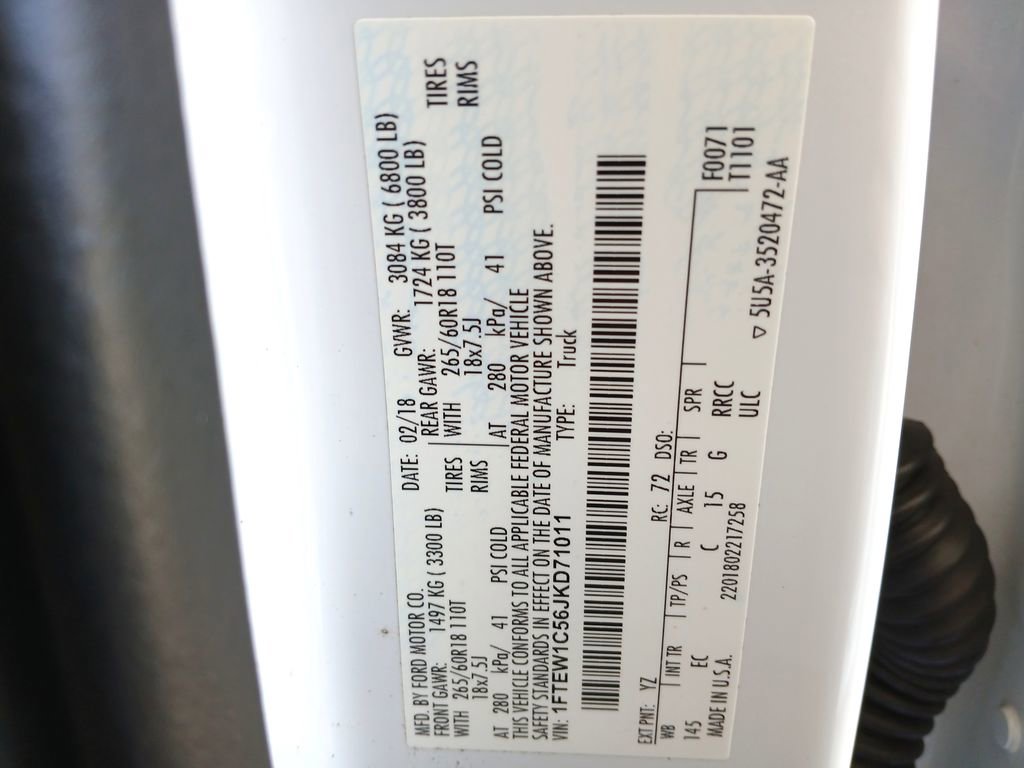 MFD. BY FORD MOTOR CO. DATE: 02/18 GVWR: 3084 KG ( 6800 LB)
FRONT GAWR: 1497 KG ( 3300 LB) REAR GAWR: 1724 KG ( 3800 LB)
WITH 265/60R18 110T TIRES WITH 265/60R18 110T TIRES
18x7.5J RIMS 18x7.5J RIMS
AT 280 kPa/ 41 PSI COLD AT 280 kPa/ 41 PSI COLD
THIS VEHICLE CONFORMS TO ALL APPLICABLE FEDERAL MOTOR VEHICLE
SAFETY STANDARDS IN EFFECT ON THE DATE OF MANUFACTURE SHOWN ABOVE.
VIN: 1FTEW1C56JKD71011 TYPE: Truck
EXT PNT: YZ RC: 72 DSO:
WB INT TR TP/PS R AXLE TR SPR F0071
145 EC C 15 G RRCC T1101
MADE IN U.S.A. 2201802217258 ULC ▽ 5U5A-3520472-AA